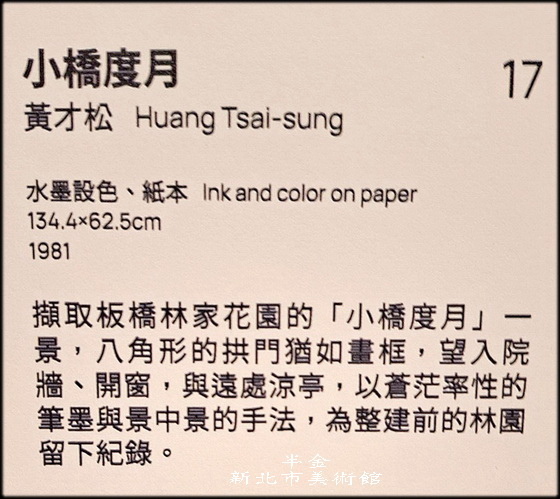 小橋度月
17
黃才松 Huang Tsai-sung
水墨設色、紙本 Ink and color on paper
134.4×62.5cm
1981
擷取板橋林家花園的「小橋度月」一
景，八角形的拱門猶如畫框，望入院
牆、開窗，與遠處涼亭，以蒼茫率性的
筆墨與景中景的手法，為整建前的林園
留下紀錄。
半金
新北市美術館